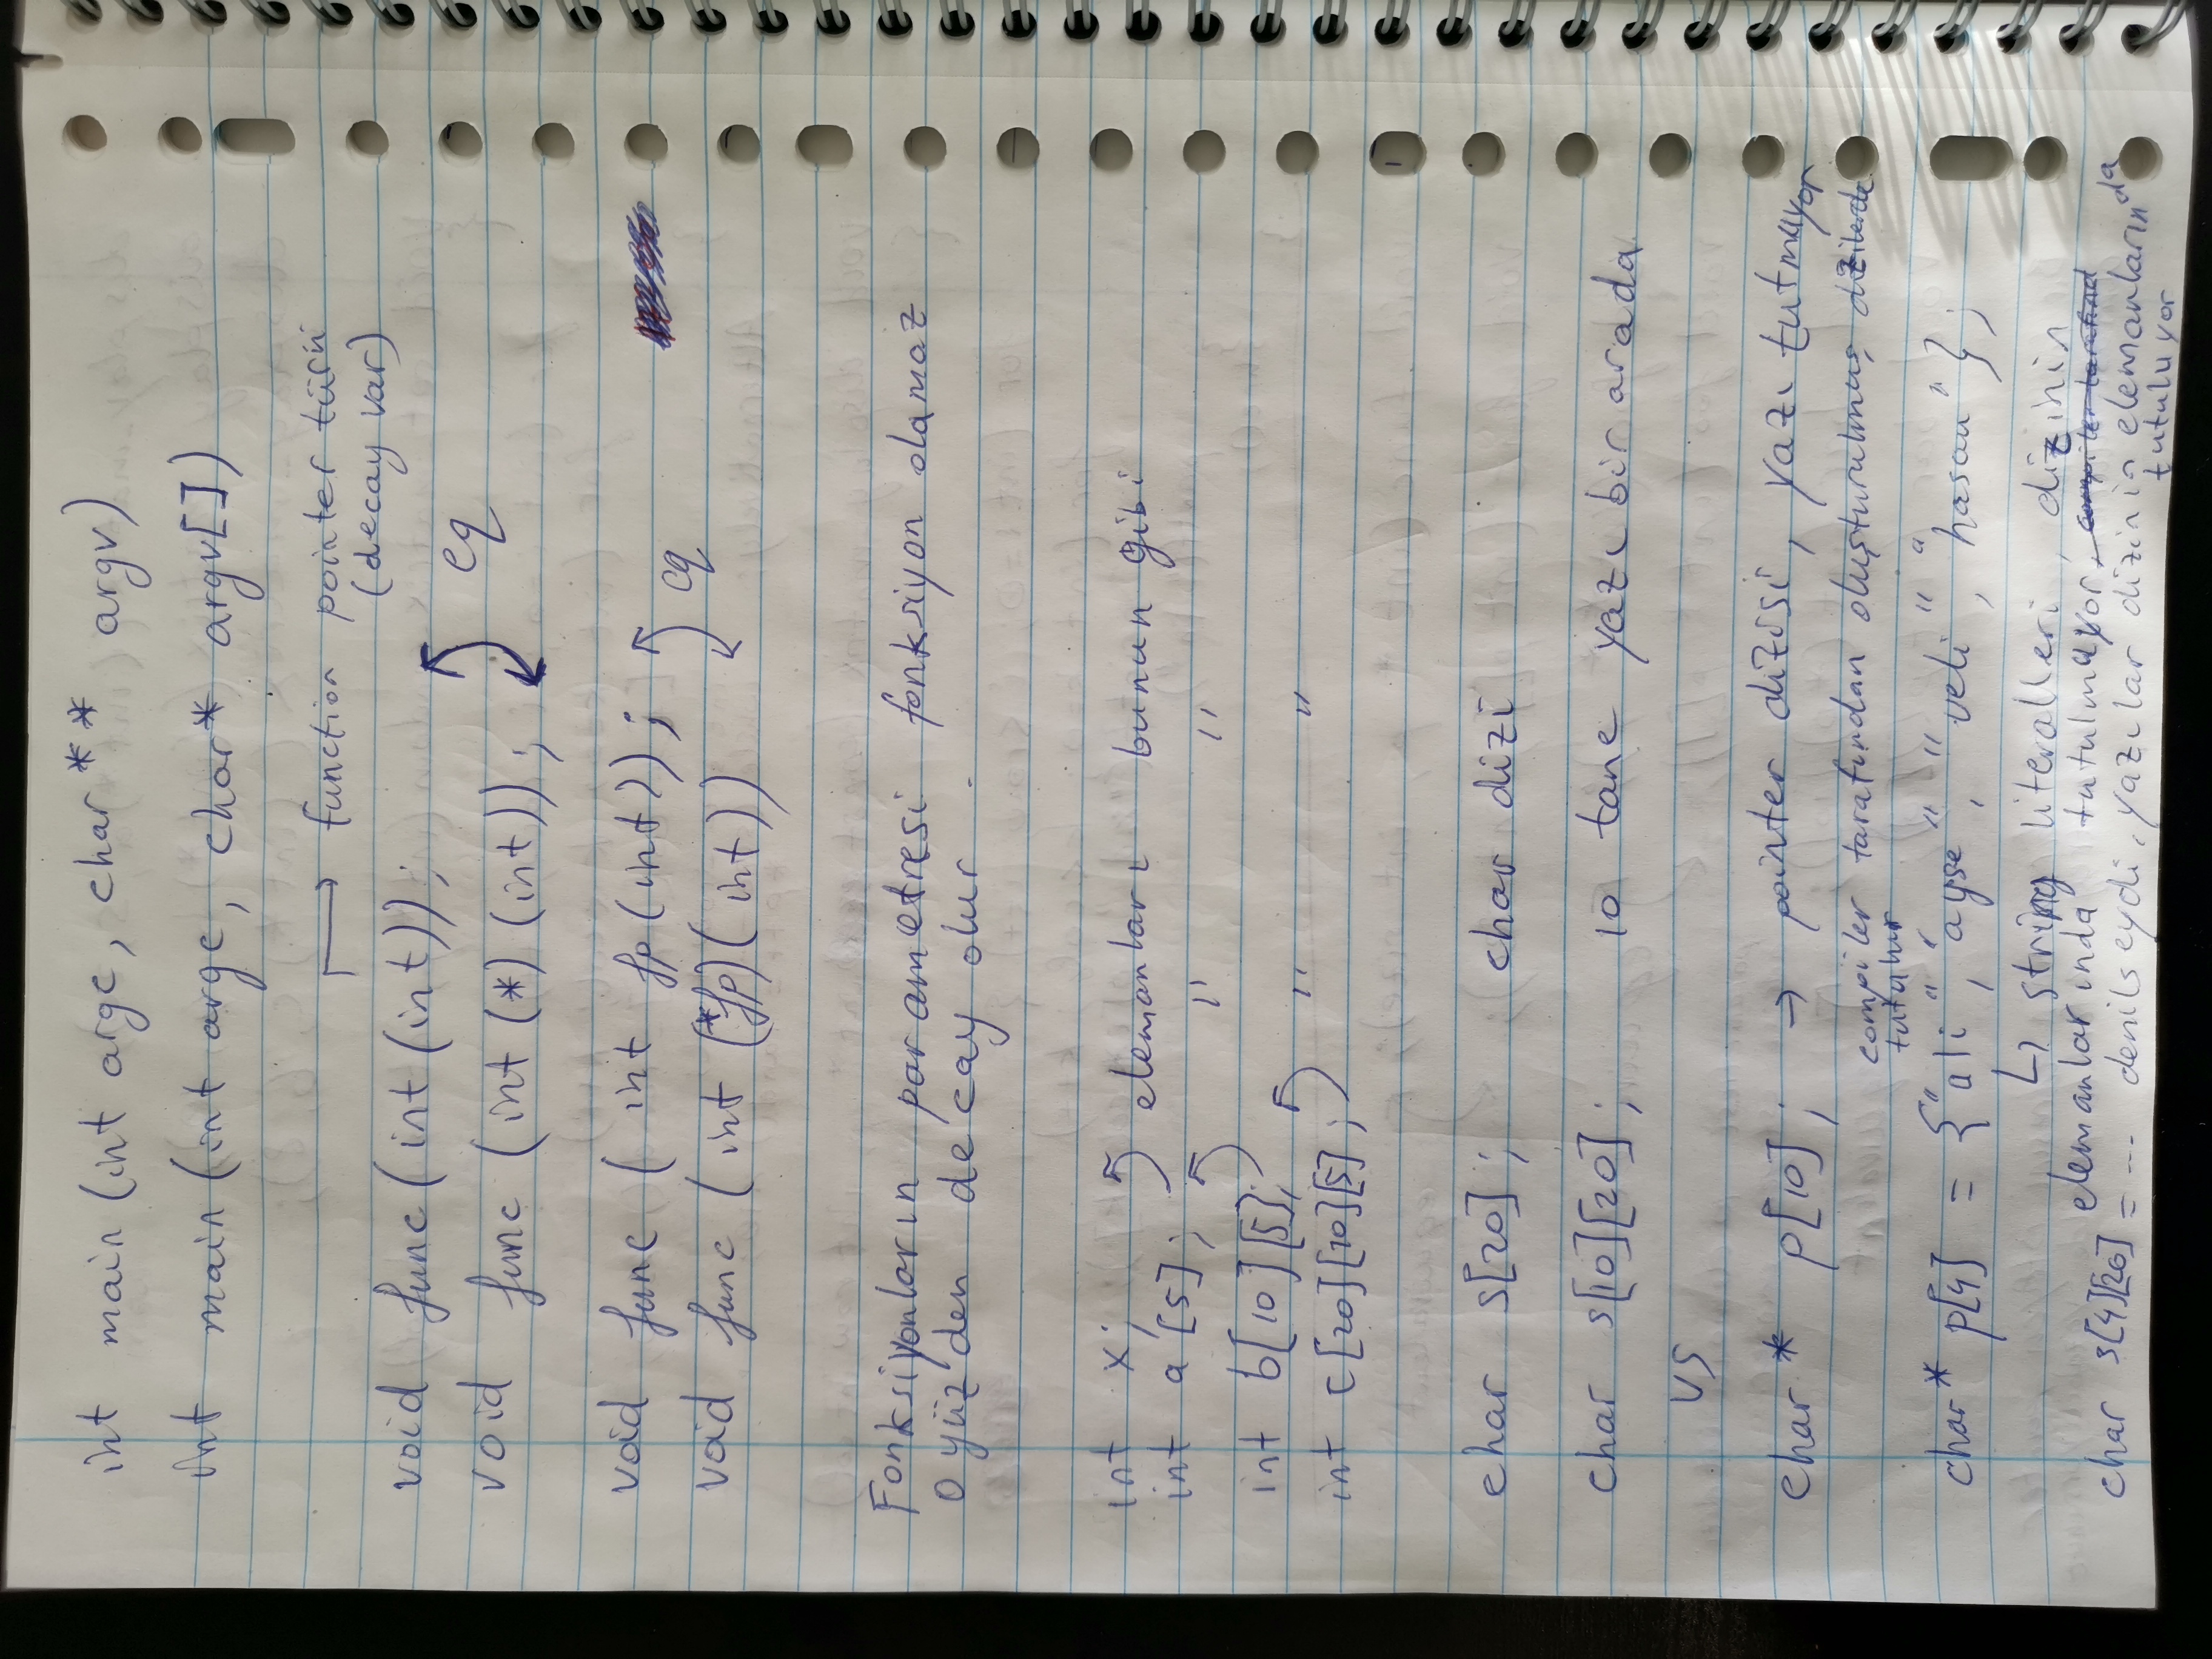 int main (int argc, char** argv)
int main (int argc, char* argv[])
→ function pointer türü
(decay var)
void func (int (int));
eq
void func (int (*) (int));
void func ( int fp (int));
eq
void func ( int (*fp) ( int))
Fonksiyonların parametresi fonksiyon olamaz
O yüzden decay olur.
int x;
elemanları bunun gibi
int a [5];
" "
int b[10][5];
" "
int c[20][10][5];
char s[20]; char dizi
char s[10][20]; 10 tane yazı bir arada
vs
char * p[10]; → pointer dizisi, yazı tutmuyor
compiler tarafından oluşturulmuş dizilerde
tutulur
char* p[4] = {"ali", "ayse", "veli", "hasan"};
↳ string literalleri, dizinin
elemanlarında tutulmuyor, compiler tarafınd
char s[4][20] = ... denilseydi, yazılar dizinin elemanlarında
tutuluyor